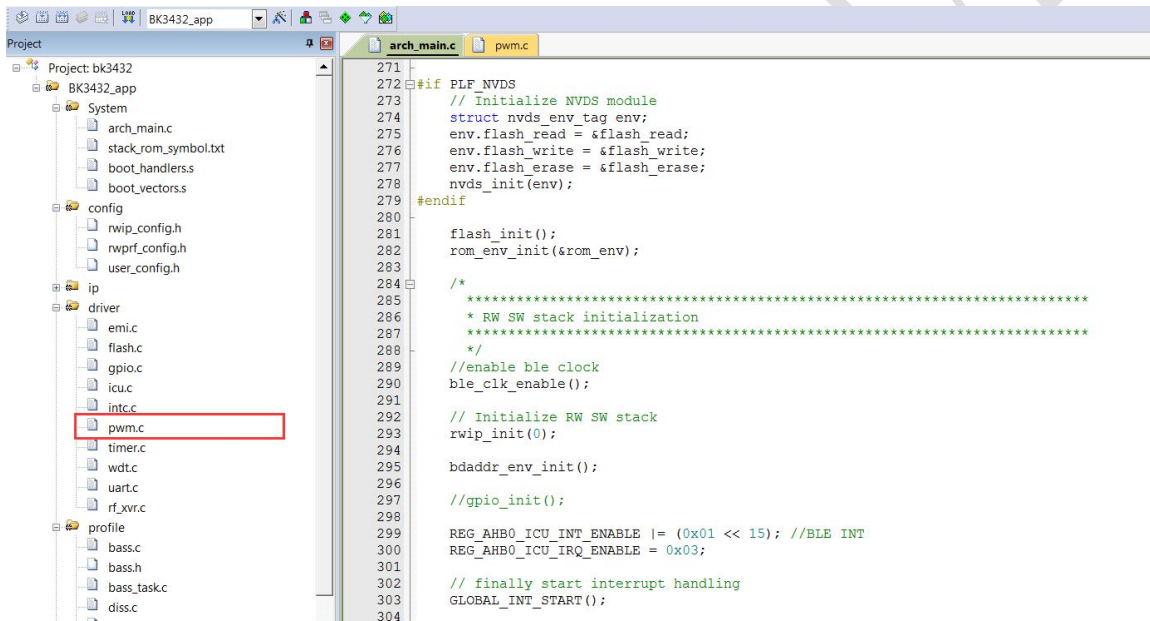 BK3432_app
Project
Project: bk3432
BK3432_app
System
arch_main.c
stack_rom_symbol.txt
boot_handlers.s
boot_vectors.s
config
rwip_config.h
rwprf_config.h
user_config.h
ip
driver
emi.c
flash.c
gpio.c
icu.c
intc.c
pwm.c
timer.c
wdt.c
uart.c
rf_xvr.c
profile
bass.c
bass.h
bass_task.c
diss.c
arch_main.c pwm.c
271
272 #if PLF_NVDS
273 // Initialize NVDS module
274 struct nvds_env_tag env;
275 env.flash_read = &flash_read;
276 env.flash_write = &flash_write;
277 env.flash_erase = &flash_erase;
278 nvds_init(env);
279 #endif
280
281 flash_init();
282 rom_env_init(&rom_env);
283
284 /*
285 ***************************************************************************
286 * RW SW stack initialization
287 ***************************************************************************
288 */
289 //enable ble clock
290 ble_clk_enable();
291
292 // Initialize RW SW stack
293 rwip_init(0);
294
295 bdaddr_env_init();
296
297 //gpio_init();
298
299 REG_AHB0_ICU_INT_ENABLE |= (0x01 << 15); //BLE INT
300 REG_AHB0_ICU_IRQ_ENABLE = 0x03;
301
302 // finally start interrupt handling
303 GLOBAL_INT_START();
304